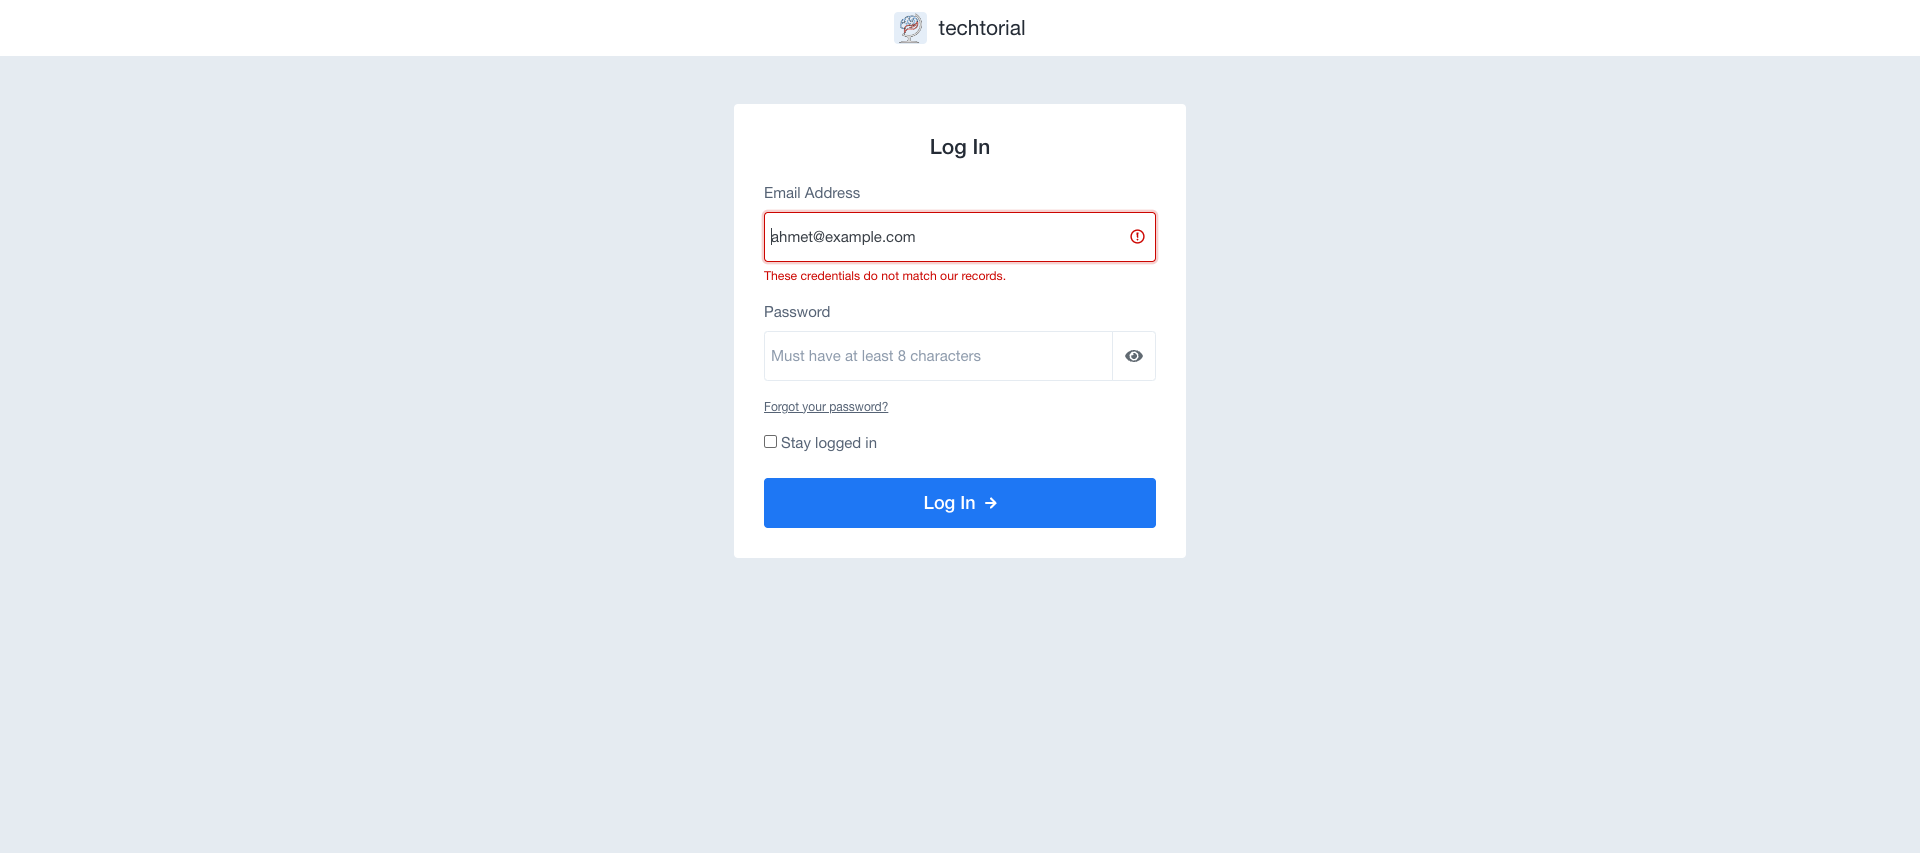 techtorial
Log In
Email Address
ahmet@example.com
These credentials do not match our records.
Password
Must have at least 8 characters
Forgot your password?
Stay logged in
Log In →